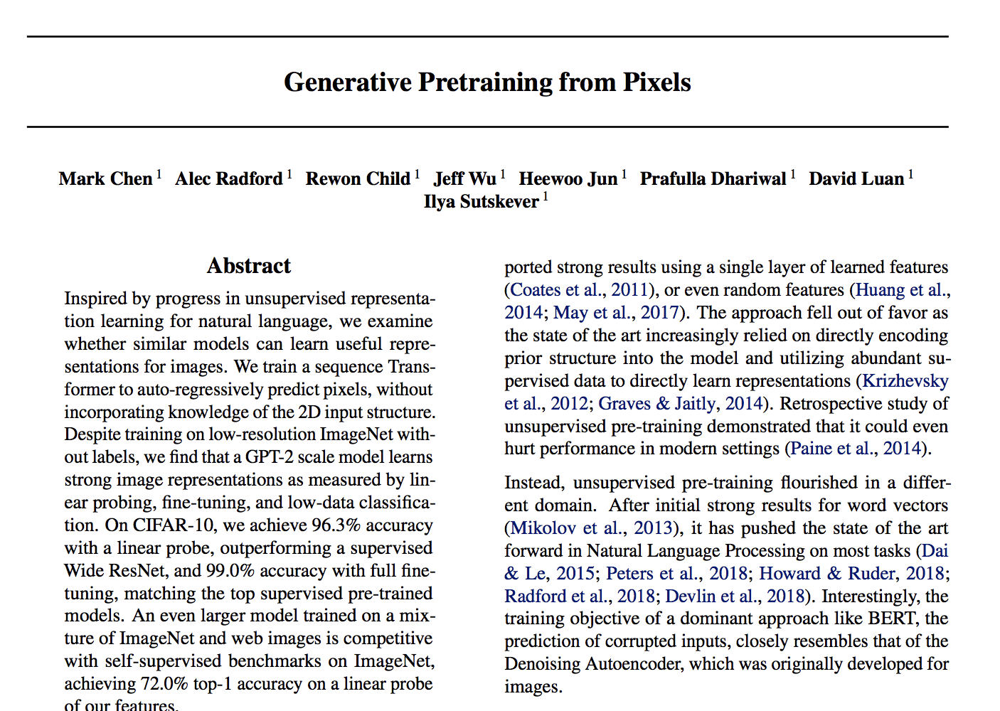 Generative Pretraining from Pixels
Mark Chen 1 Alec Radford 1 Rewon Child 1 Jeff Wu 1 Heewoo Jun 1 Prafulla Dhariwal 1 David Luan 1
Ilya Sutskever 1
Abstract
Inspired by progress in unsupervised representa-
tion learning for natural language, we examine
whether similar models can learn useful repre-
sentations for images. We train a sequence Trans-
former to auto-regressively predict pixels, without
incorporating knowledge of the 2D input structure.
Despite training on low-resolution ImageNet with-
out labels, we find that a GPT-2 scale model learns
strong image representations as measured by lin-
ear probing, fine-tuning, and low-data classifica-
tion. On CIFAR-10, we achieve 96.3% accuracy
with a linear probe, outperforming a supervised
Wide ResNet, and 99.0% accuracy with full fine-
tuning, matching the top supervised pre-trained
models. An even larger model trained on a mix-
ture of ImageNet and web images is competitive
with self-supervised benchmarks on ImageNet,
achieving 72.0% top-1 accuracy on a linear probe
of our features.
ported strong results using a single layer of learned features
(Coates et al., 2011), or even random features (Huang et al.,
2014; May et al., 2017). The approach fell out of favor as
the state of the art increasingly relied on directly encoding
prior structure into the model and utilizing abundant su-
pervised data to directly learn representations (Krizhevsky
et al., 2012; Graves & Jaitly, 2014). Retrospective study of
unsupervised pre-training demonstrated that it could even
hurt performance in modern settings (Paine et al., 2014).
Instead, unsupervised pre-training flourished in a differ-
ent domain. After initial strong results for word vectors
(Mikolov et al., 2013), it has pushed the state of the art
forward in Natural Language Processing on most tasks (Dai
& Le, 2015; Peters et al., 2018; Howard & Ruder, 2018;
Radford et al., 2018; Devlin et al., 2018). Interestingly, the
training objective of a dominant approach like BERT, the
prediction of corrupted inputs, closely resembles that of the
Denoising Autoencoder, which was originally developed for
images.